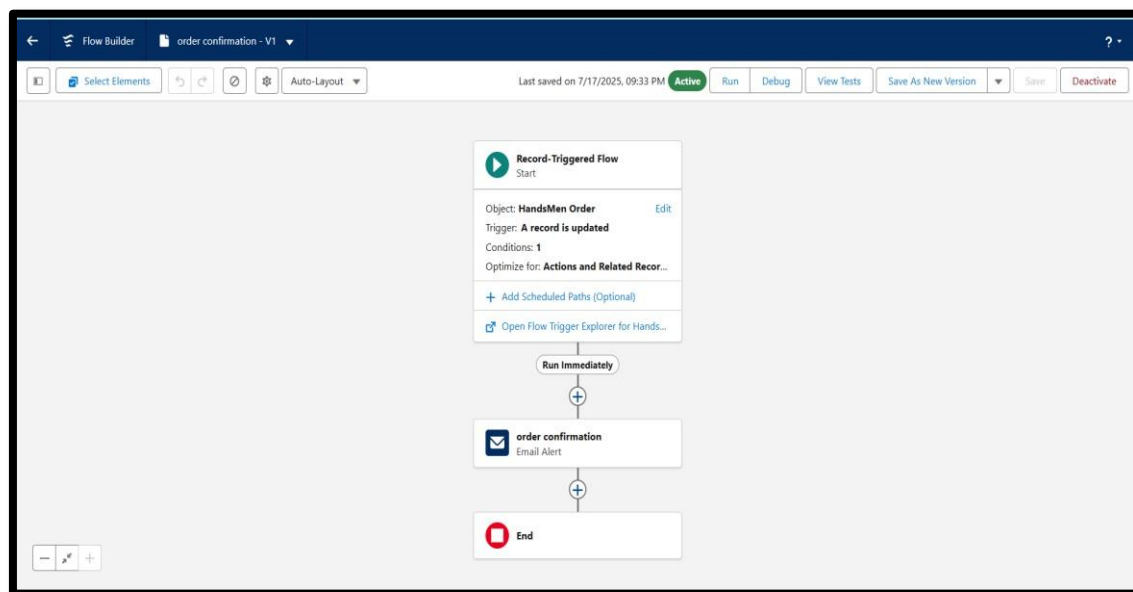 Flow Builder order confirmation - V1 ?
Select Elements Auto-Layout Last saved on 7/17/2025, 09:33 PM Active Run Debug View Tests Save As New Version Save Deactivate
Record-Triggered Flow
Start
Object: HandsMen Order Edit
Trigger: A record is updated
Conditions: 1
Optimize for: Actions and Related Recor...
+ Add Scheduled Paths (Optional)
Open Flow Trigger Explorer for Hands...
Run Immediately
order confirmation
Email Alert
End